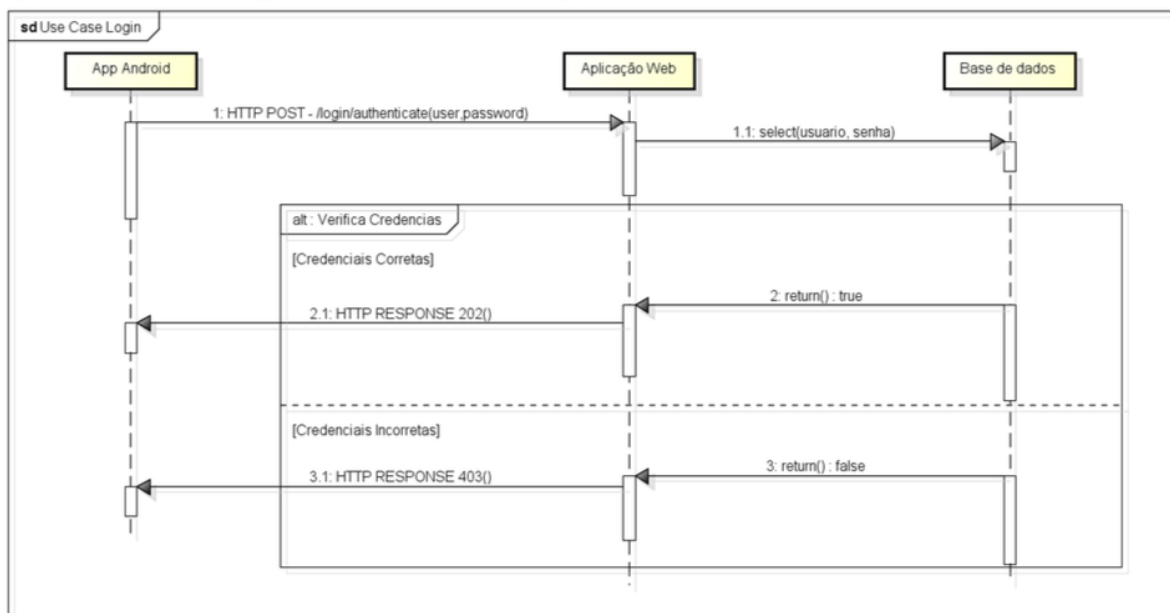 sd Use Case Login
App Android
Aplicação Web
Base de dados
1: HTTP POST - /login/authenticate(user,password)
1.1: select(usuario, senha)
alt : Verifica Credencias
[Credenciais Corretas]
2: return() : true
2.1: HTTP RESPONSE 202()
[Credenciais Incorretas]
3: return() : false
3.1: HTTP RESPONSE 403()